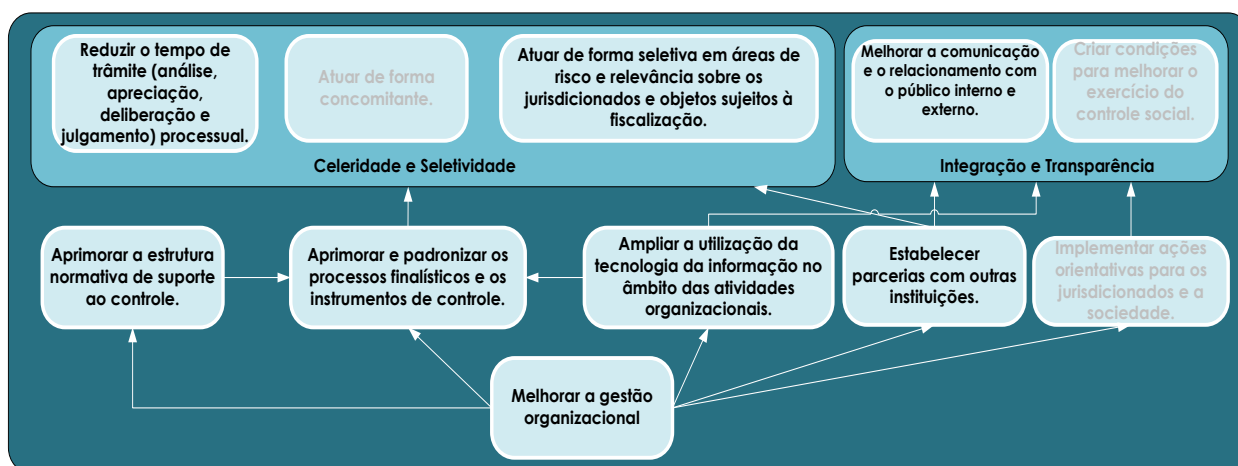 Reduzir o tempo de
trâmite (análise,
apreciação,
deliberação e
julgamento) processual.
Atuar de forma
concomitante.
Atuar de forma seletiva em áreas de
risco e relevância sobre os
jurisdicionados e objetos sujeitos à
fiscalização.
Celeridade e Seletividade
Melhorar a comunicação
e o relacionamento com
o público interno e
externo.
Criar condições
para melhorar o
exercício do
controle social.
Integração e Transparência
Aprimorar a estrutura
normativa de suporte
ao controle.
Aprimorar e padronizar os
processos finalísticos e os
instrumentos de controle.
Ampliar a utilização da
tecnologia da informação no
âmbito das atividades
organizacionais.
Estabelecer
parcerias com outras
instituições.
Implementar ações
orientativas para os
jurisdicionados e a
sociedade.
Melhorar a gestão
organizacional